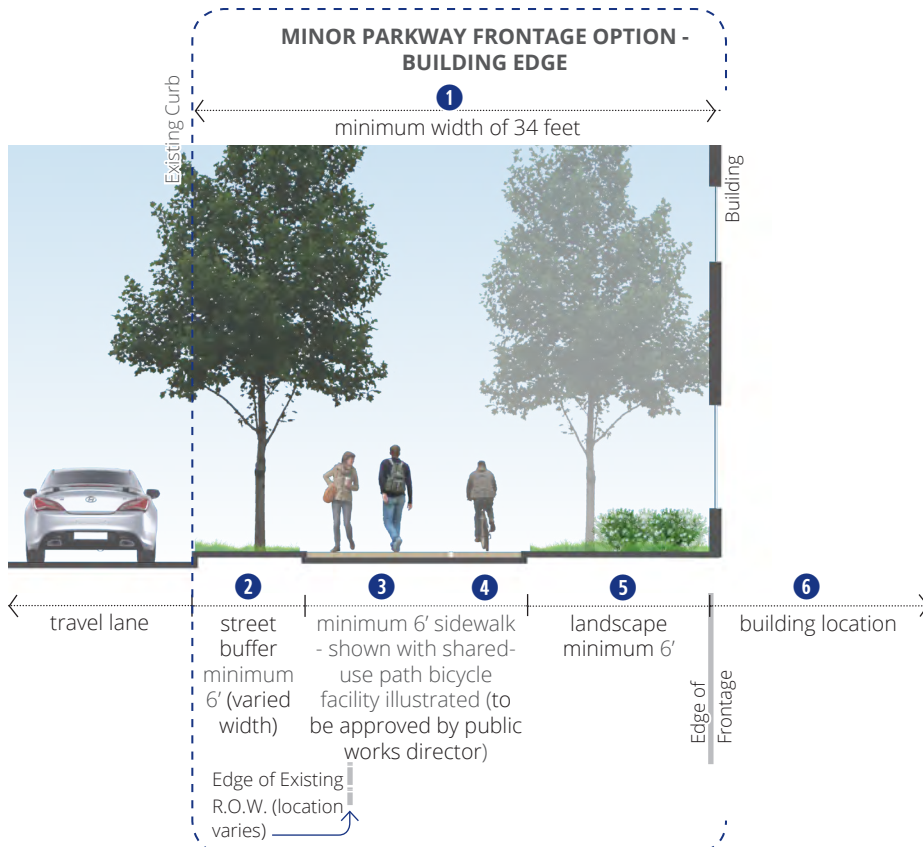 MINOR PARKWAY FRONTAGE OPTION -
BUILDING EDGE
1
minimum width of 34 feet
Existing Curb
Building
2
3
4
5
6
travel lane
street
buffer
minimum
6’ (varied
width)
minimum 6’ sidewalk
- shown with shared-
use path bicycle
facility illustrated (to
be approved by public
works director)
landscape
minimum 6’
building location
Edge of
Frontage
Edge of Existing
R.O.W. (location
varies)